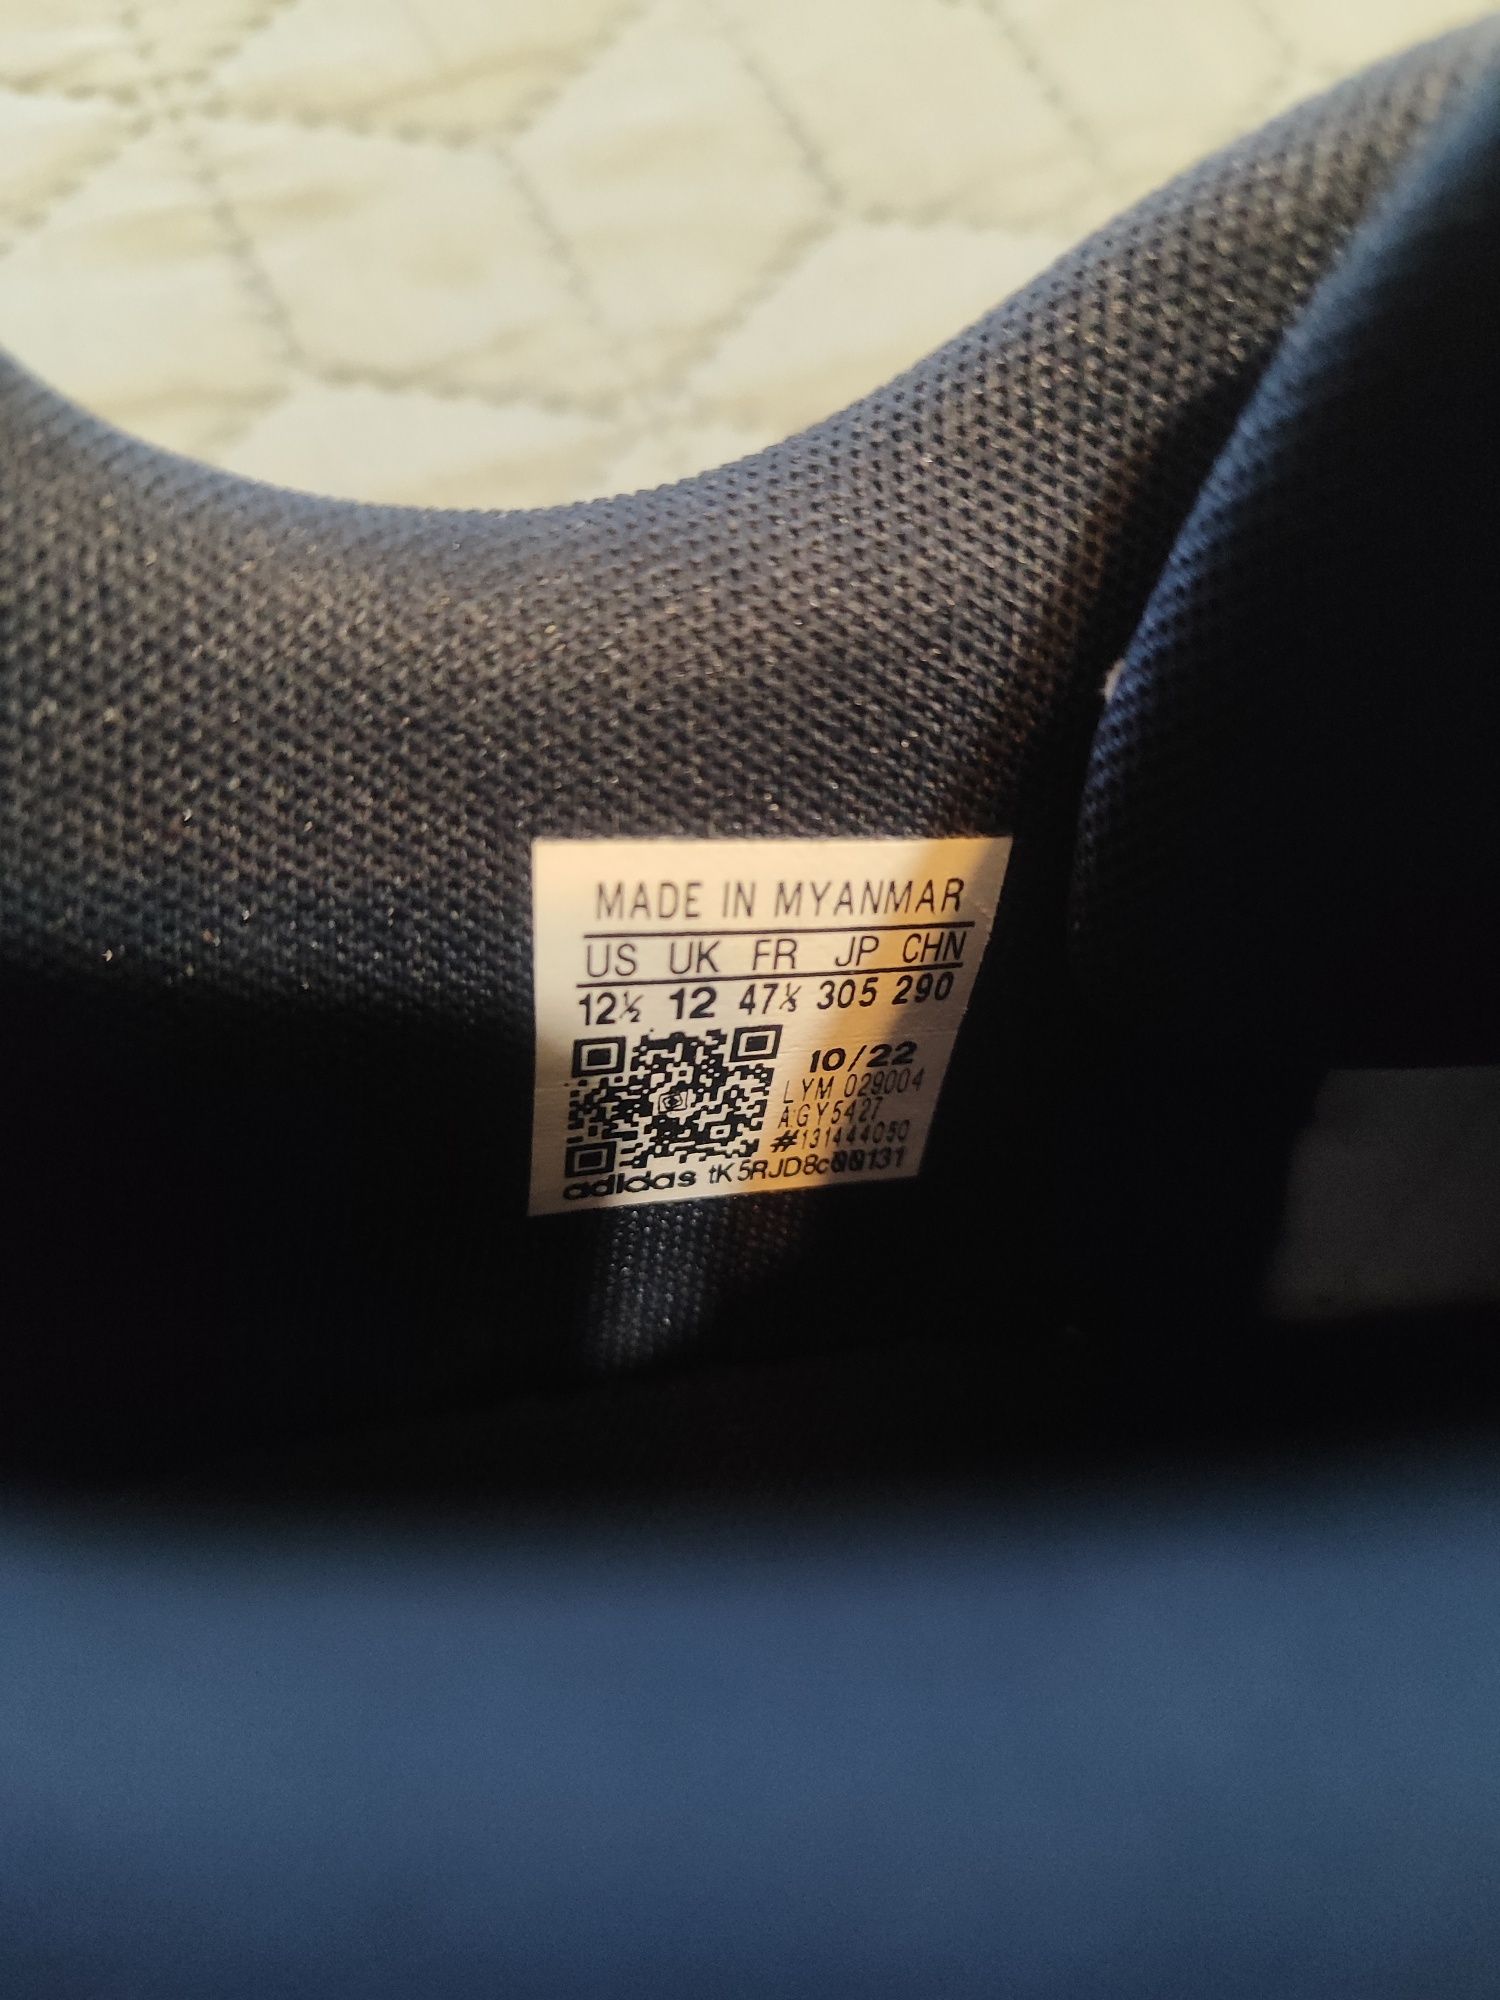 MADE IN MYANMAR
US UK FR JP CHN
12½ 12 47⅓ 305 290
10/22
LYM 029004
A:GY5427
#131444050
adidas tK5RJD8c00131